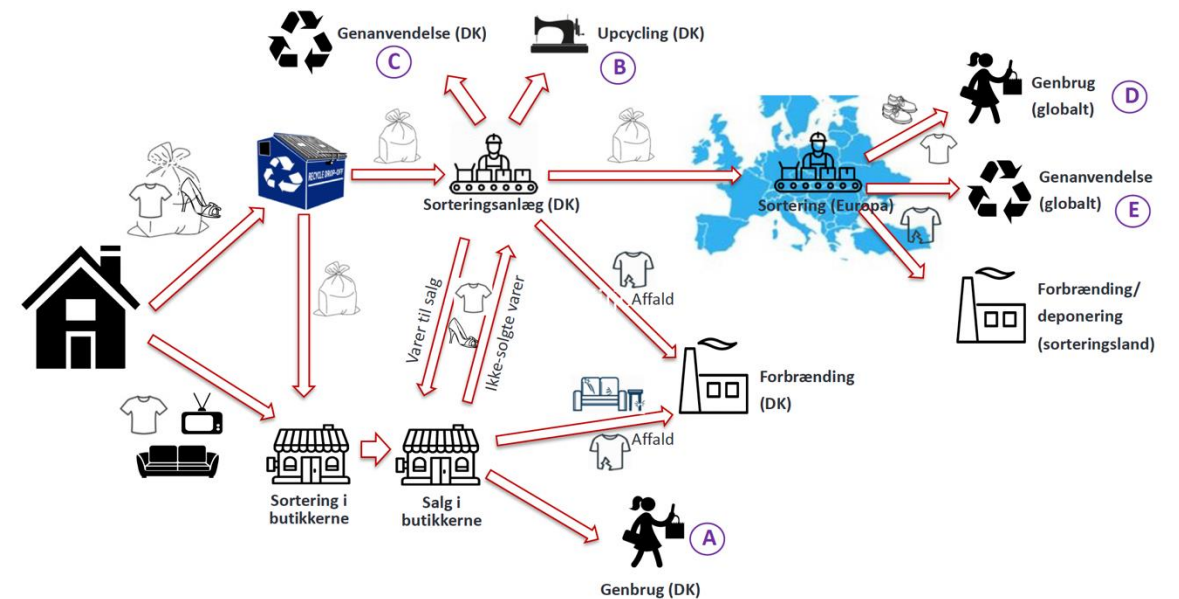 Genanvendelse (DK)
C
Upcycling (DK)
B
Genbrug
(globalt)
D
RECYCLE DROP-OFF
Sorteringsanlæg (DK)
Sortering (Europa)
Genanvendelse
(globalt)
E
Varer til salg
Ikke-solgte varer
Affald
Forbrænding/
deponering
(sorteringsland)
Forbrænding
(DK)
Affald
Sortering i
butikkerne
Salg i
butikkerne
A
Genbrug (DK)